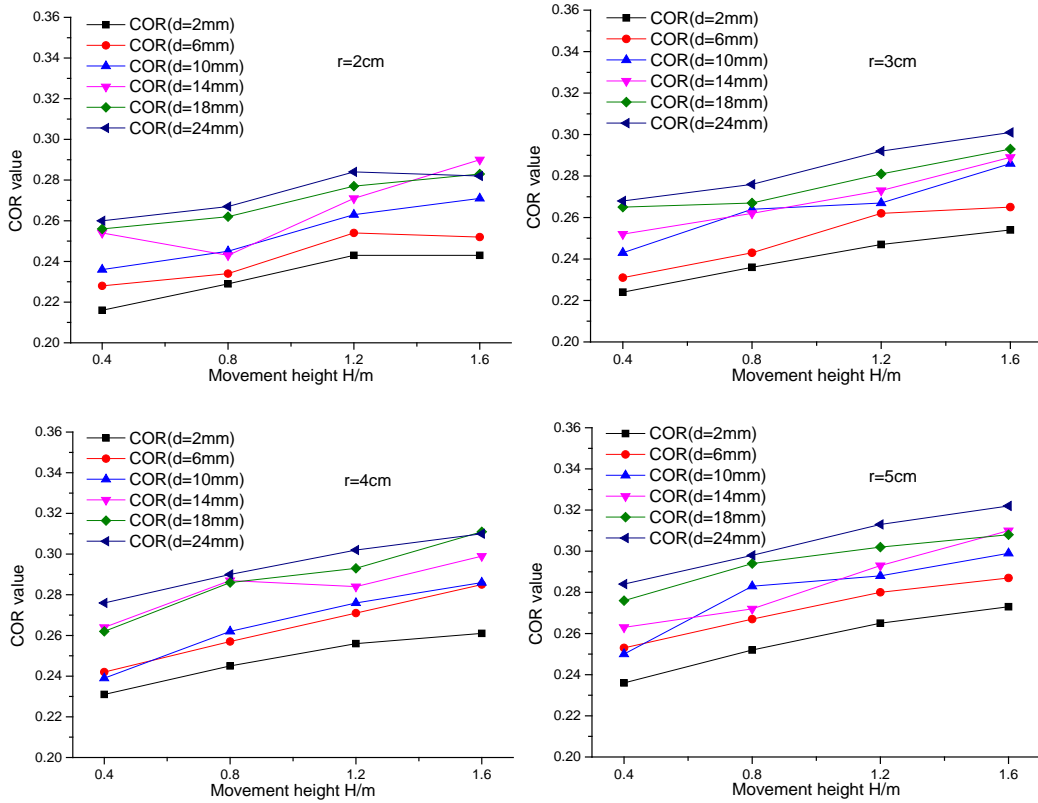 0.36
0.34
0.32
0.30
0.28
0.26
0.24
0.22
0.20
COR value
COR(d=2mm)
COR(d=6mm)
COR(d=10mm)
COR(d=14mm)
COR(d=18mm)
COR(d=24mm)
r=2cm
0.4 0.8 1.2 1.6
Movement height H/m
0.36
0.34
0.32
0.30
0.28
0.26
0.24
0.22
0.20
COR value
COR(d=2mm)
COR(d=6mm)
COR(d=10mm)
COR(d=14mm)
COR(d=18mm)
COR(d=24mm)
r=3cm
0.4 0.8 1.2 1.6
Movement height H/m
0.36
0.34
0.32
0.30
0.28
0.26
0.24
0.22
0.20
COR value
COR(d=2mm)
COR(d=6mm)
COR(d=10mm)
COR(d=14mm)
COR(d=18mm)
COR(d=24mm)
r=4cm
0.4 0.8 1.2 1.6
Movement height H/m
0.36
0.34
0.32
0.30
0.28
0.26
0.24
0.22
0.20
COR value
COR(d=2mm)
COR(d=6mm)
COR(d=10mm)
COR(d=14mm)
COR(d=18mm)
COR(d=24mm)
r=5cm
0.4 0.8 1.2 1.6
Movement height H/m